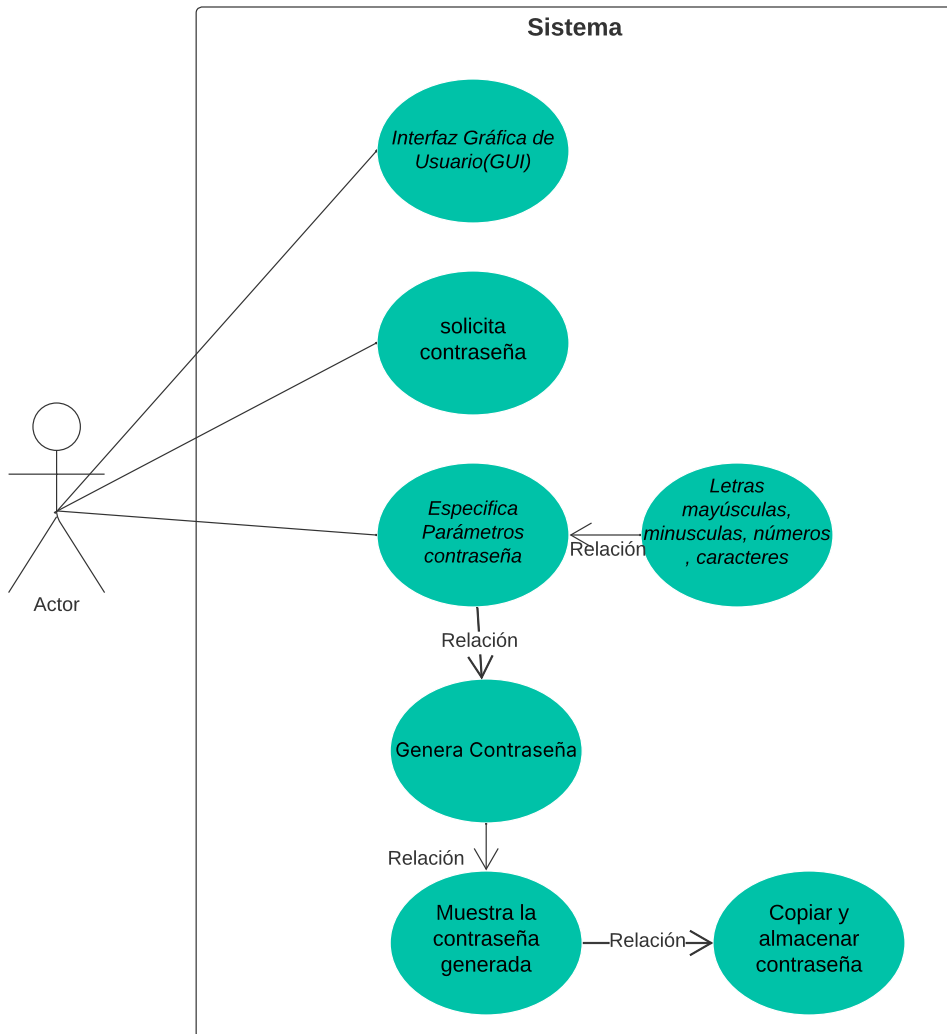 Sistema
Interfaz Gráfica de
Usuario(GUI)
solicita
contraseña
Especifica
Parámetros
contraseña
Relación
Letras
mayúsculas,
minusculas, números
, caracteres
Actor
Relación
Genera Contraseña
Relación
Muestra la
contraseña
generada
Relación
Copiar y
almacenar
contraseña